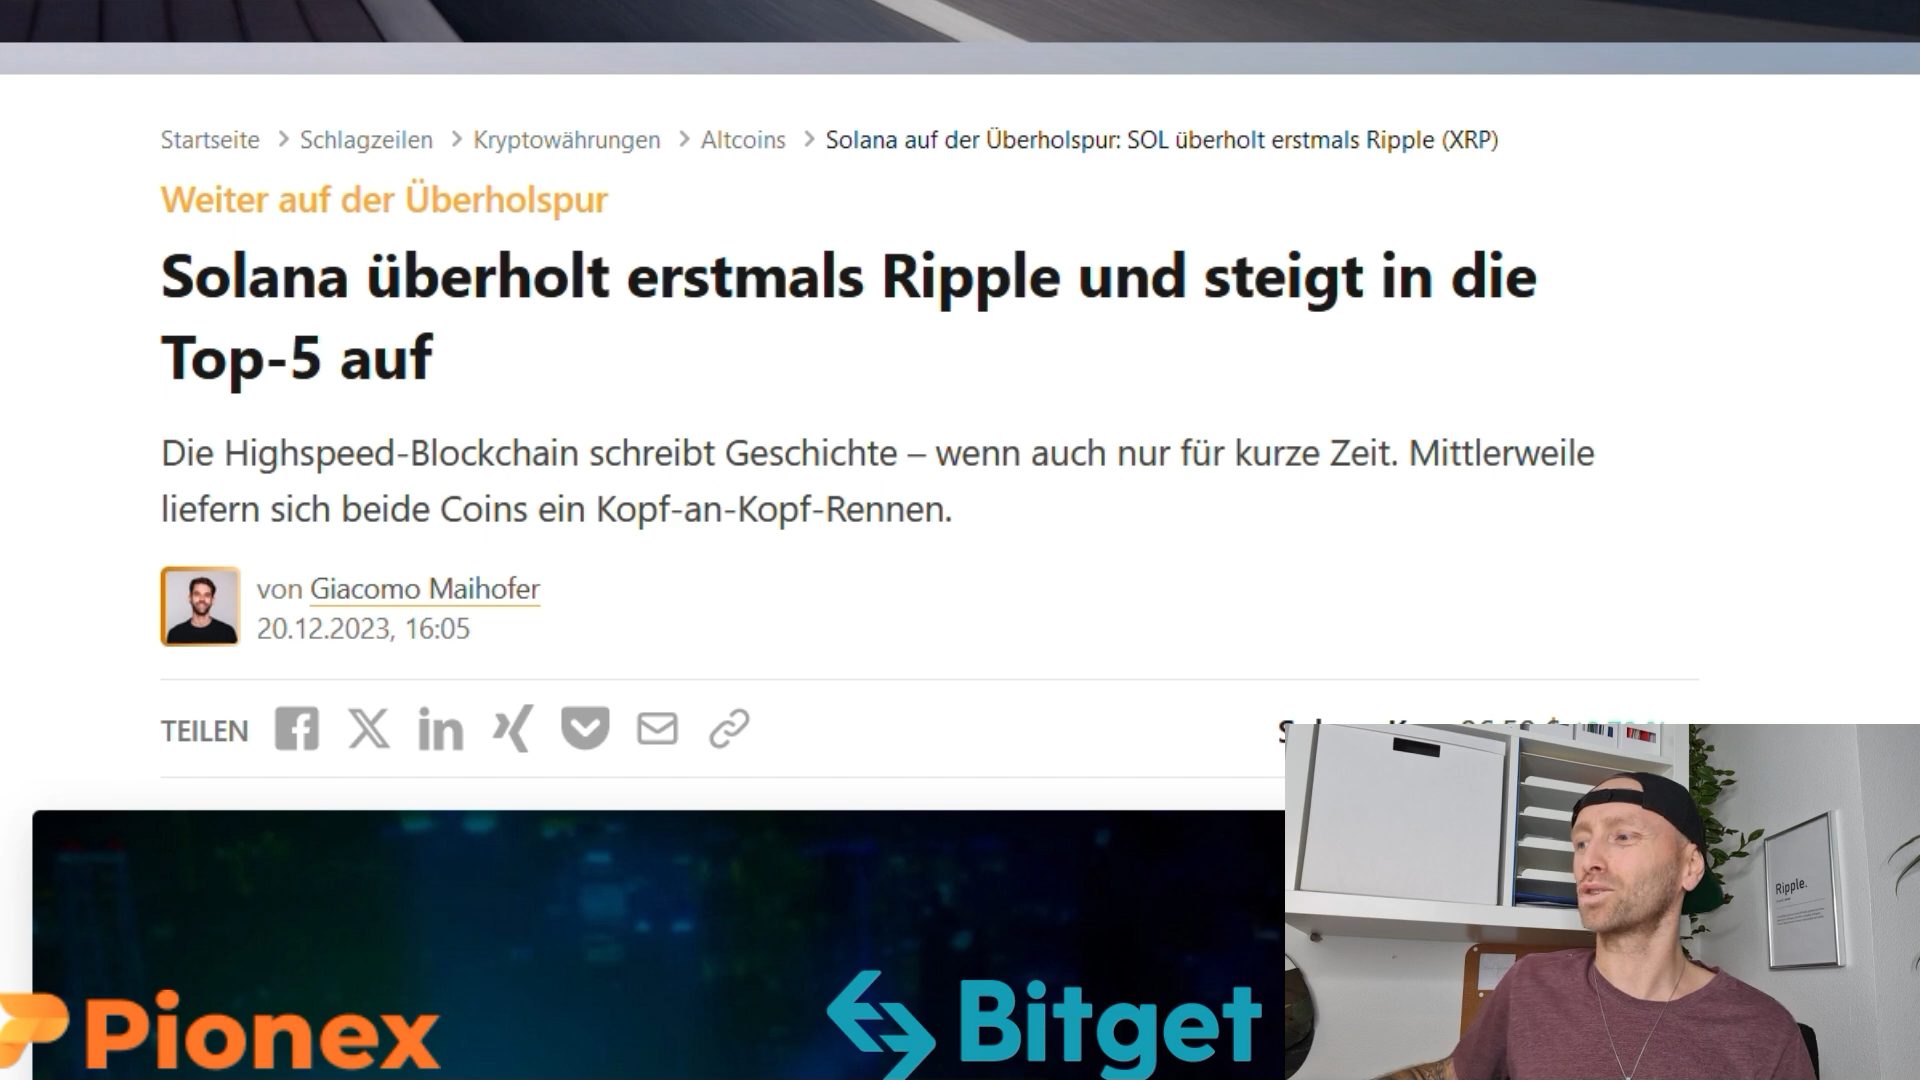 Startseite > Schlagzeilen > Kryptowährungen > Altcoins > Solana auf der Überholspur: SOL überholt erstmals Ripple (XRP)
Weiter auf der Überholspur
Solana überholt erstmals Ripple und steigt in die
Top-5 auf
Die Highspeed-Blockchain schreibt Geschichte – wenn auch nur für kurze Zeit. Mittlerweile
liefern sich beide Coins ein Kopf-an-Kopf-Rennen.
von Giacomo Maihofer
20.12.2023, 16:05
TEILEN
Ripple.
Pionex
Bitget